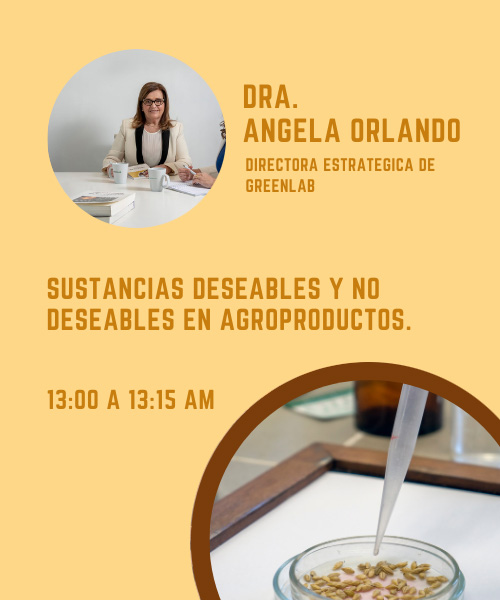 DRA.
ANGELA ORLANDO
DIRECTORA ESTRATEGICA DE
GREENLAB
SUSTANCIAS DESEABLES Y NO
DESEABLES EN AGROPRODUCTOS.
13:00 A 13:15 AM